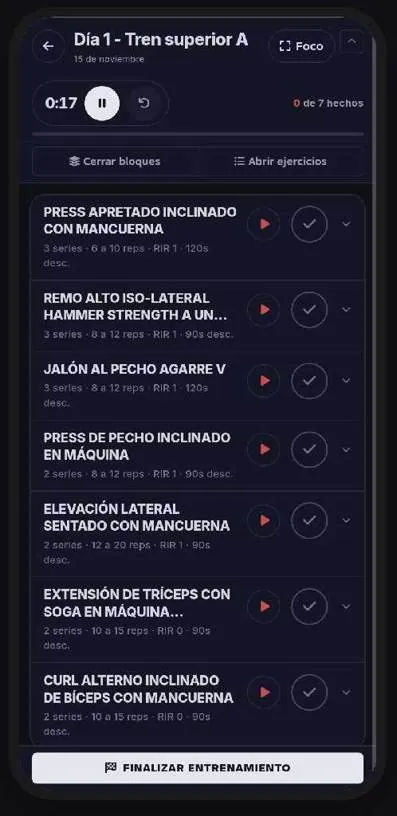 Día 1 - Tren superior A
Foco
15 de noviembre
0:17
0 de 7 hechos
Cerrar bloques
Abrir ejercicios
PRESS APRETADO INCLINADO
CON MANCUERNA
3 series · 6 a 10 reps · RIR 1 · 120s
desc.
REMO ALTO ISO-LATERAL
HAMMER STRENGTH A UN...
3 series · 8 a 12 reps · RIR 1 · 90s desc.
JALÓN AL PECHO AGARRE V
3 series · 8 a 12 reps · RIR 1 · 120s
desc.
PRESS DE PECHO INCLINADO
EN MÁQUINA
2 series · 8 a 12 reps · RIR 1 · 90s desc.
ELEVACIÓN LATERAL
SENTADO CON MANCUERNA
2 series · 12 a 20 reps · RIR 1 · 90s
desc.
EXTENSIÓN DE TRÍCEPS CON
SOGA EN MÁQUINA...
2 series · 10 a 15 reps · RIR 0 · 90s
desc.
CURL ALTERNO INCLINADO
DE BÍCEPS CON MANCUERNA
2 series · 10 a 15 reps · RIR 0 · 90s
desc.
FINALIZAR ENTRENAMIENTO